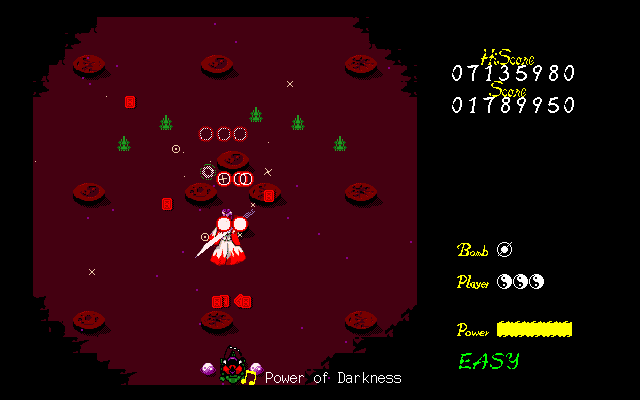 HiScore
07135980
Score
01789950
Bomb
Player
Power
EASY
Power of Darkness